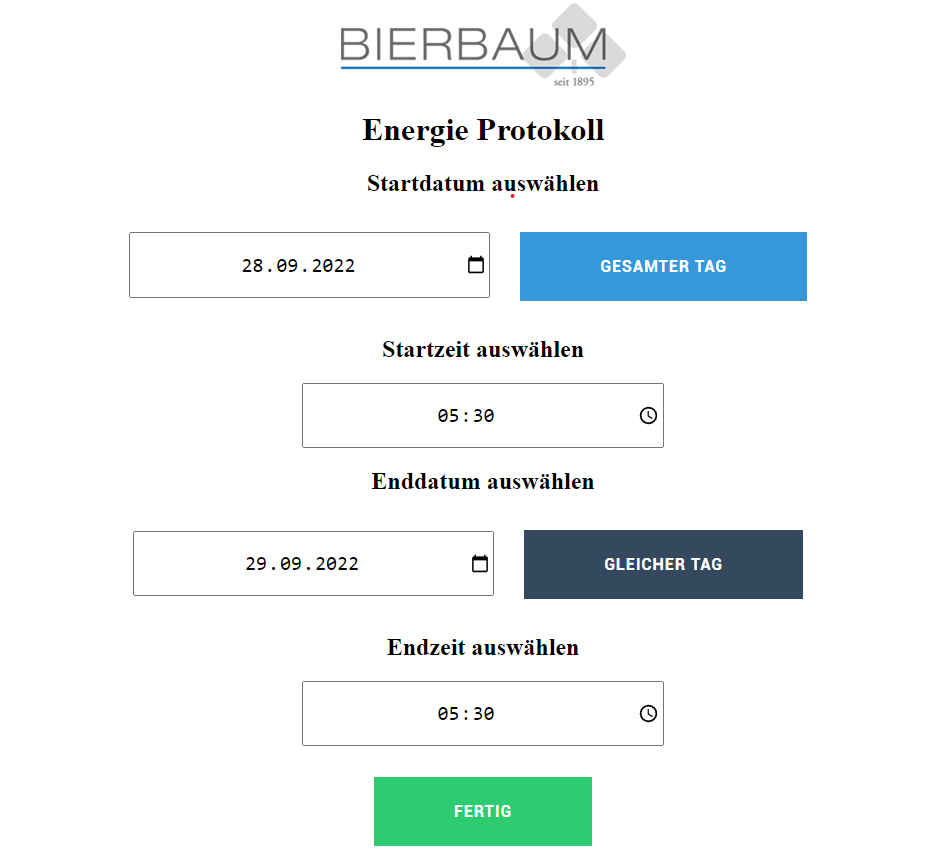 BIERBAUM
seit 1895
Energie Protokoll
Startdatum auswählen
28.09.2022 GESAMTER TAG
Startzeit auswählen
05:30
Enddatum auswählen
29.09.2022 GLEICHER TAG
Endzeit auswählen
05:30
FERTIG